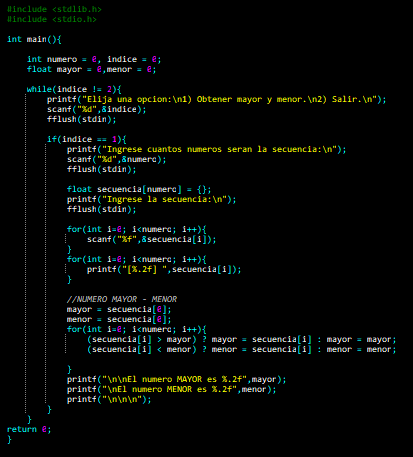 #include <stdlib.h>
#include <stdio.h>
int main(){
int numero = 0, indice = 0;
float mayor = 0,menor = 0;
while(indice != 2){
printf("Elija una opcion:\n1) Obtener mayor y menor.\n2) Salir.\n");
scanf("%d",&indice);
fflush(stdin);
if(indice == 1){
printf("Ingrese cuantos numeros seran la secuencia:\n");
scanf("%d",&numero);
fflush(stdin);
float secuencia[numero] = {};
printf("Ingrese la secuencia:\n");
fflush(stdin);
for(int i=0; i<numero; i++){
scanf("%f",&secuencia[i]);
}
for(int i=0; i<numero; i++){
printf("[%.2f] ",secuencia[i]);
}
//NUMERO MAYOR - MENOR
mayor = secuencia[0];
menor = secuencia[0];
for(int i=0; i<numero; i++){
(secuencia[i] > mayor) ? mayor = secuencia[i] : mayor = mayor;
(secuencia[i] < menor) ? menor = secuencia[i] : menor = menor;
}
printf("\n\nEl numero MAYOR es %.2f",mayor);
printf("\nEl numero MENOR es %.2f",menor);
printf("\n\n\n");
}
}
return 0;
}